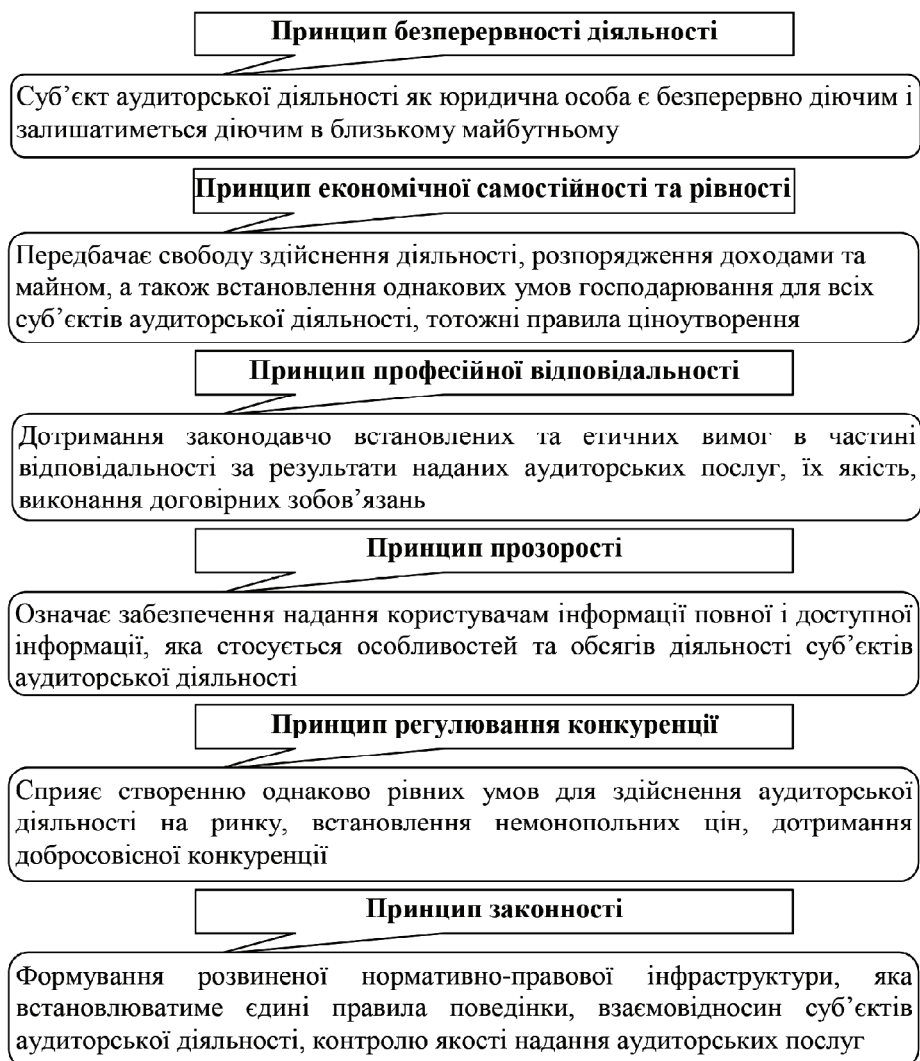 Принцип безперервності діяльності
Суб’єкт аудиторської діяльності як юридична особа є безперервно діючим і
залишатиметься діючим в близькому майбутньому
Принцип економічної самостійності та рівності
Передбачає свободу здійснення діяльності, розпорядження доходами та
майном, а також встановлення однакових умов господарювання для всіх
суб’єктів аудиторської діяльності, тотожні правила ціноутворення
Принцип професійної відповідальності
Дотримання законодавчо встановлених та етичних вимог в частині
відповідальності за результати наданих аудиторських послуг, їх якість,
виконання договірних зобов’язань
Принцип прозорості
Означає забезпечення надання користувачам інформації повної і доступної
інформації, яка стосується особливостей та обсягів діяльності суб’єктів
аудиторської діяльності
Принцип регулювання конкуренції
Сприяє створенню однаково рівних умов для здійснення аудиторської
діяльності на ринку, встановлення немонопольних цін, дотримання
добросовісної конкуренції
Принцип законності
Формування розвиненої нормативно-правової інфраструктури, яка
встановлюватиме єдині правила поведінки, взаємовідносин суб’єктів
аудиторської діяльності, контролю якості надання аудиторських послуг